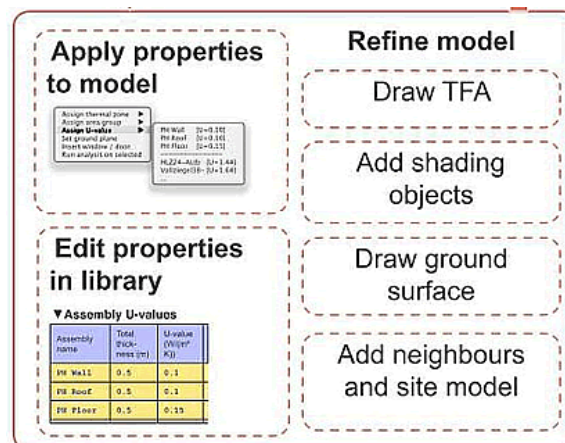 Apply properties
to model
Assign thermal zone
Assign area group
Assign U-value
Set ground plane
Insert window / door
Run analysis on selected
PH Wall [U=0.10]
PH Roof [U=0.10]
PH Floor [U=0.15]
Edit properties
in library
▼Assembly U-values
Assembly name
Total thick-ness (m)
U-value (W/(m² K))
PH Wall 0.5 0.1
PH Roof 0.5 0.1
PH Floor 0.5 0.15
Refine model
Draw TFA
Add shading
objects
Draw ground
surface
Add neighbours
and site model